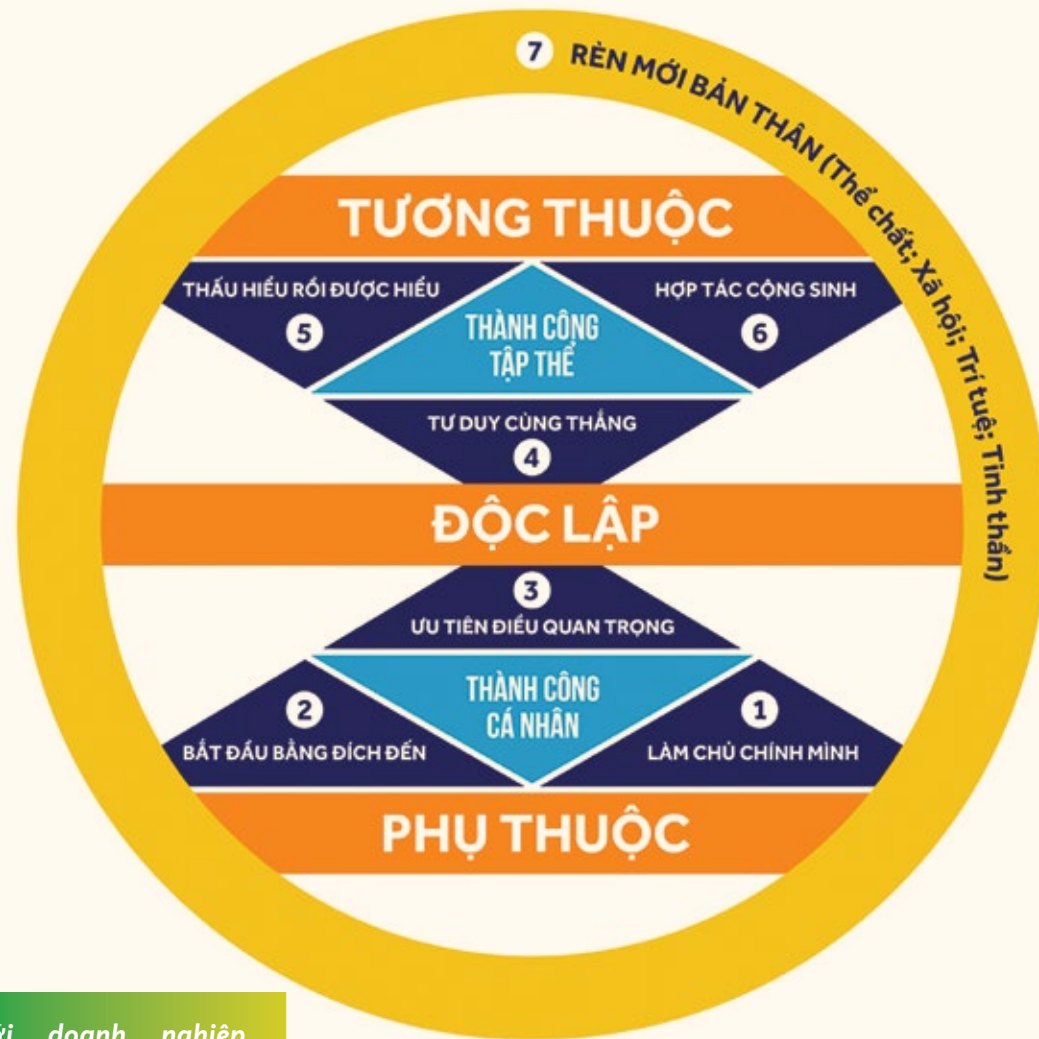 7 RÈN MỚI BẢN THÂN (Thể chất; Xã hội; Trí tuệ; Tinh thần)
TƯƠNG THUỘC
THẤU HIỂU RỒI ĐƯỢC HIỂU
5
THÀNH CÔNG
TẬP THỂ
HỢP TÁC CỘNG SINH
6
TƯ DUY CÙNG THẮNG
4
ĐỘC LẬP
3
ƯU TIÊN ĐIỀU QUAN TRỌNG
2
BẮT ĐẦU BẰNG ĐÍCH ĐẾN
THÀNH CÔNG
CÁ NHÂN
1
LÀM CHỦ CHÍNH MÌNH
PHỤ THUỘC
doanh nghiệp